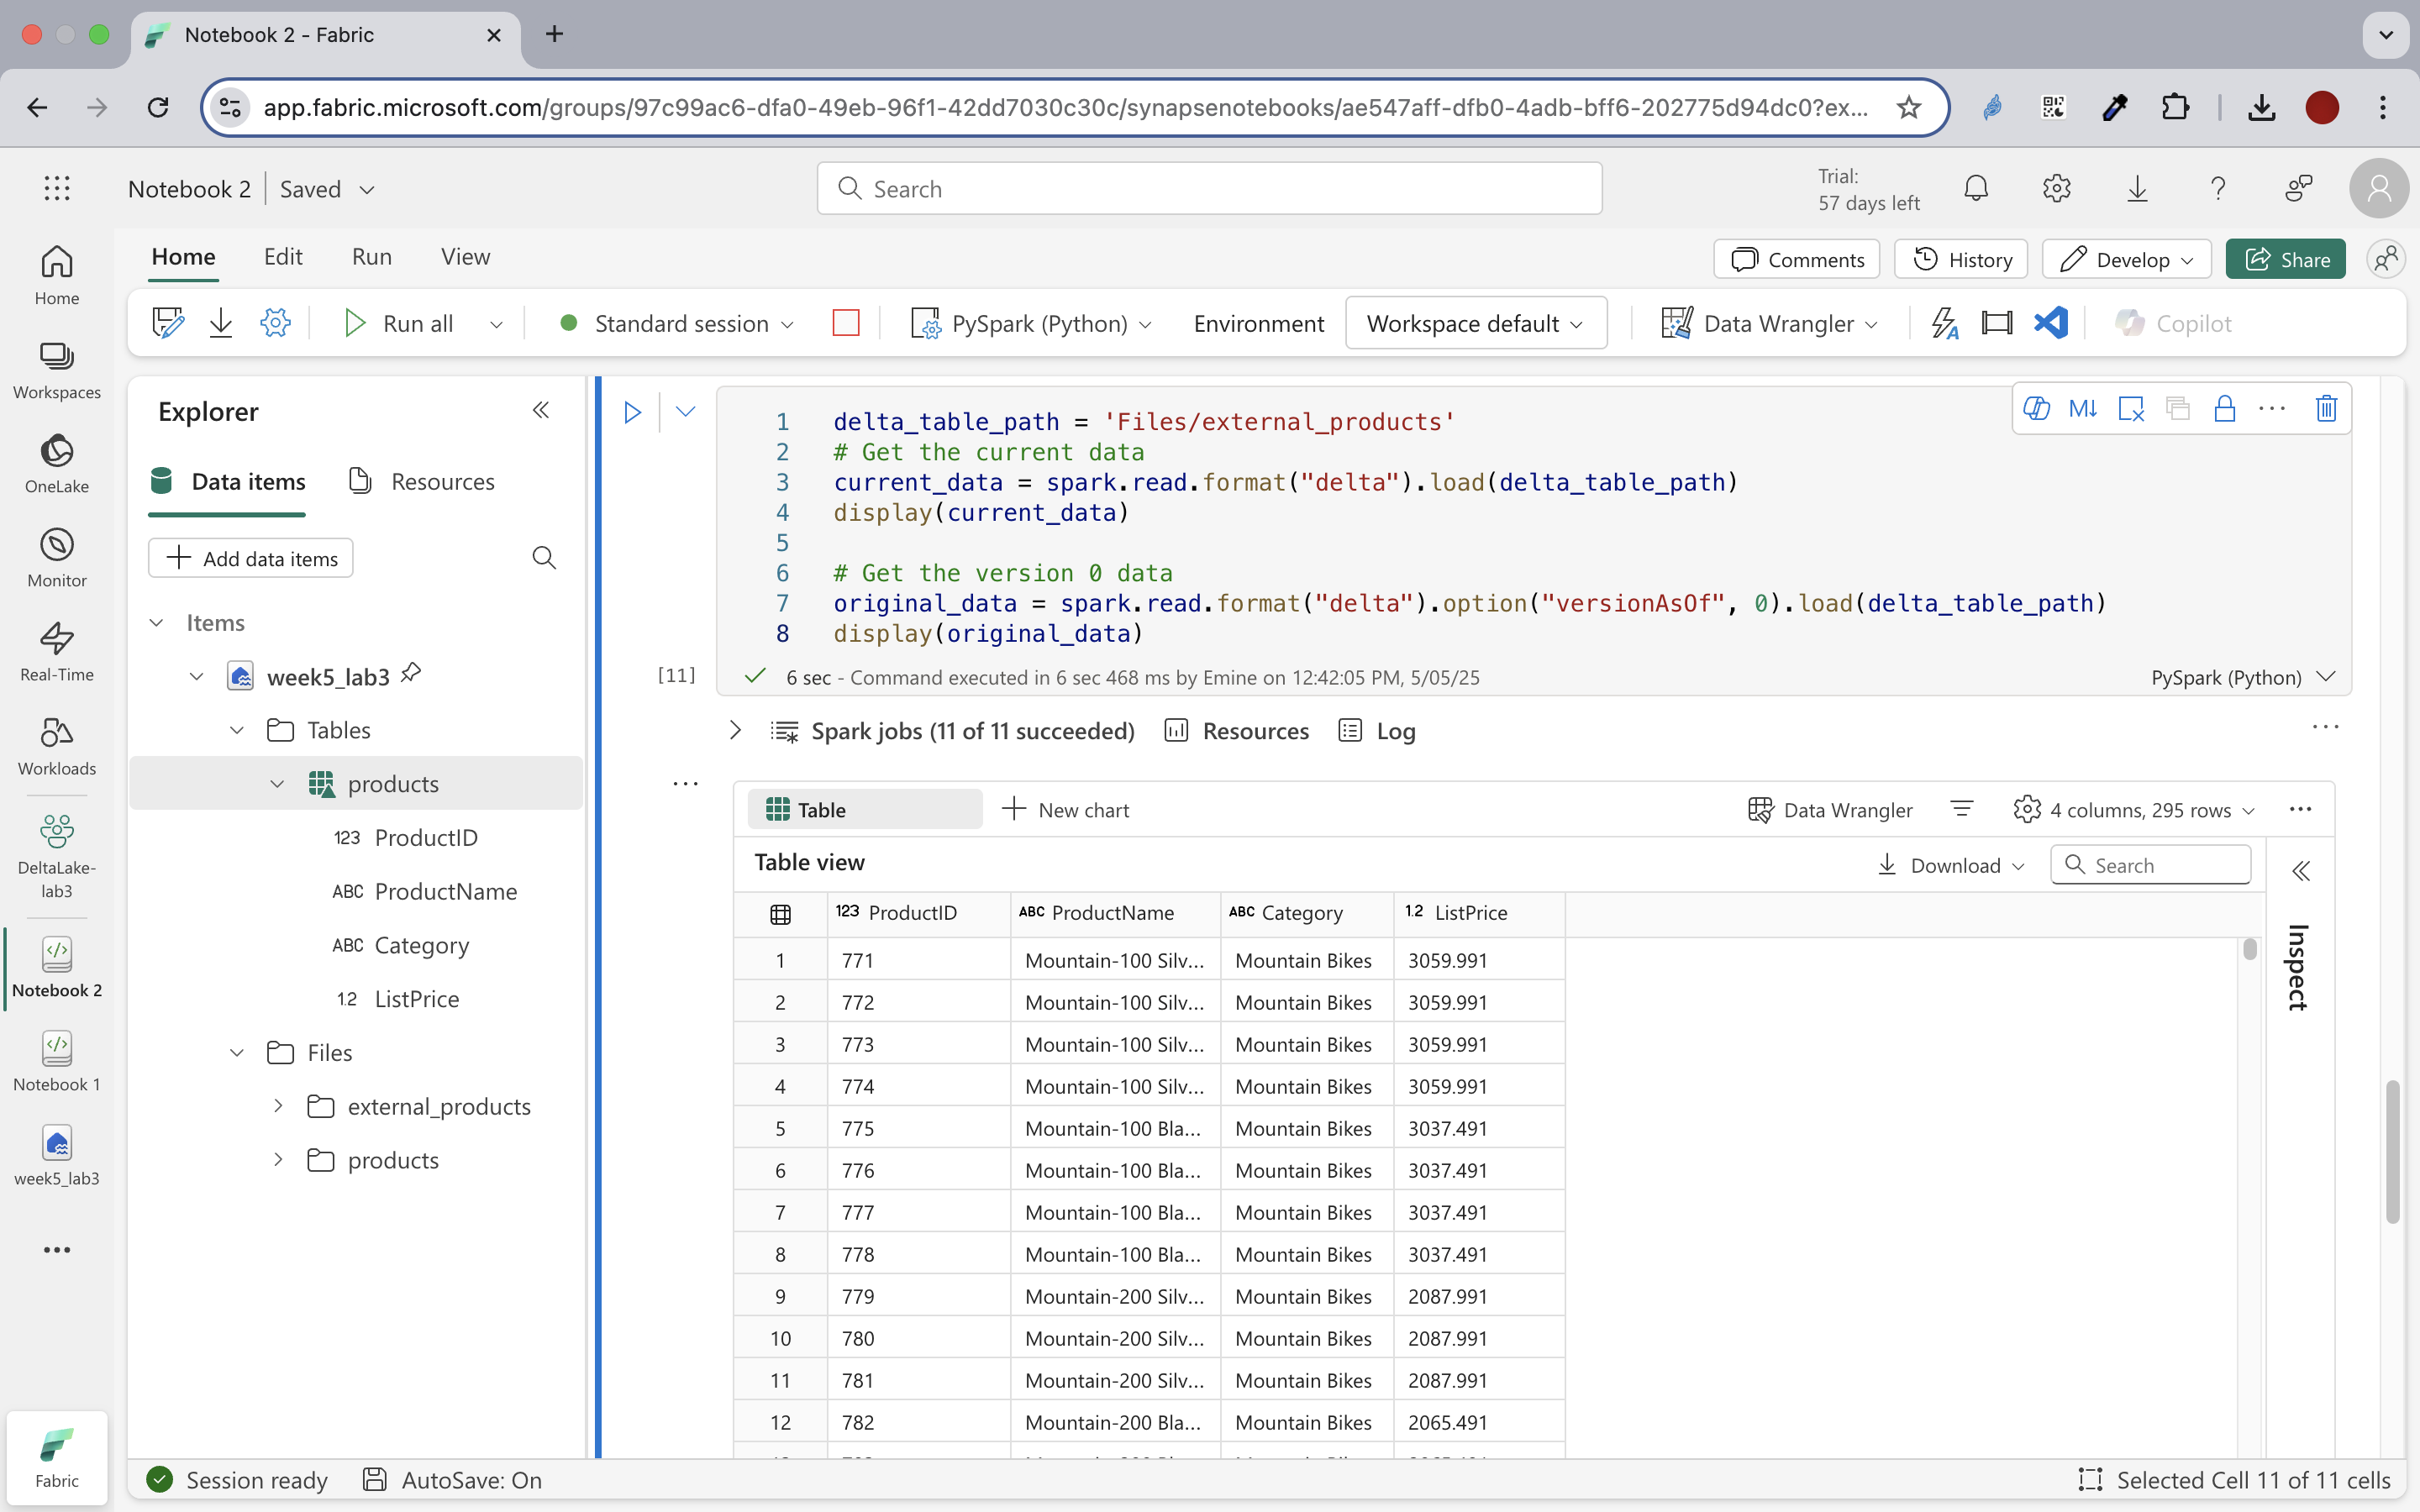 Notebook 2 - Fabric
app.fabric.microsoft.com/groups/97c99ac6-dfa0-49eb-96f1-42dd7030c30c/synapsenotebooks/ae547aff-dfb0-4adb-bff6-202775d94dc0?ex...
Notebook 2 | Saved
Search
Trial:
57 days left
Home Edit Run View
Comments History Develop Share
Run all Standard session PySpark (Python) Environment Workspace default Data Wrangler Copilot
Home
Workspaces
OneLake
Monitor
Real-Time
Workloads
DeltaLake-
lab3
Notebook 2
Notebook 1
week5_lab3
Fabric
Explorer
Data items Resources
Add data items
Items
week5_lab3
Tables
products
123 ProductID
ABC ProductName
ABC Category
1.2 ListPrice
Files
external_products
products
M↓
1 delta_table_path = 'Files/external_products'
2 # Get the current data
3 current_data = spark.read.format("delta").load(delta_table_path)
4 display(current_data)
5
6 # Get the version 0 data
7 original_data = spark.read.format("delta").option("versionAsOf", 0).load(delta_table_path)
8 display(original_data)
[11] 6 sec - Command executed in 6 sec 468 ms by Emine on 12:42:05 PM, 5/05/25 PySpark (Python)
Spark jobs (11 of 11 succeeded) Resources Log
Table New chart Data Wrangler 4 columns, 295 rows
Table view Download Search
123 ProductID ABC ProductName ABC Category 1.2 ListPrice
1 771 Mountain-100 Silv... Mountain Bikes 3059.991
2 772 Mountain-100 Silv... Mountain Bikes 3059.991
3 773 Mountain-100 Silv... Mountain Bikes 3059.991
4 774 Mountain-100 Silv... Mountain Bikes 3059.991
5 775 Mountain-100 Bla... Mountain Bikes 3037.491
6 776 Mountain-100 Bla... Mountain Bikes 3037.491
7 777 Mountain-100 Bla... Mountain Bikes 3037.491
8 778 Mountain-100 Bla... Mountain Bikes 3037.491
9 779 Mountain-200 Silv... Mountain Bikes 2087.991
10 780 Mountain-200 Silv... Mountain Bikes 2087.991
11 781 Mountain-200 Silv... Mountain Bikes 2087.991
12 782 Mountain-200 Bla... Mountain Bikes 2065.491
Inspect
Session ready AutoSave: On Selected Cell 11 of 11 cells